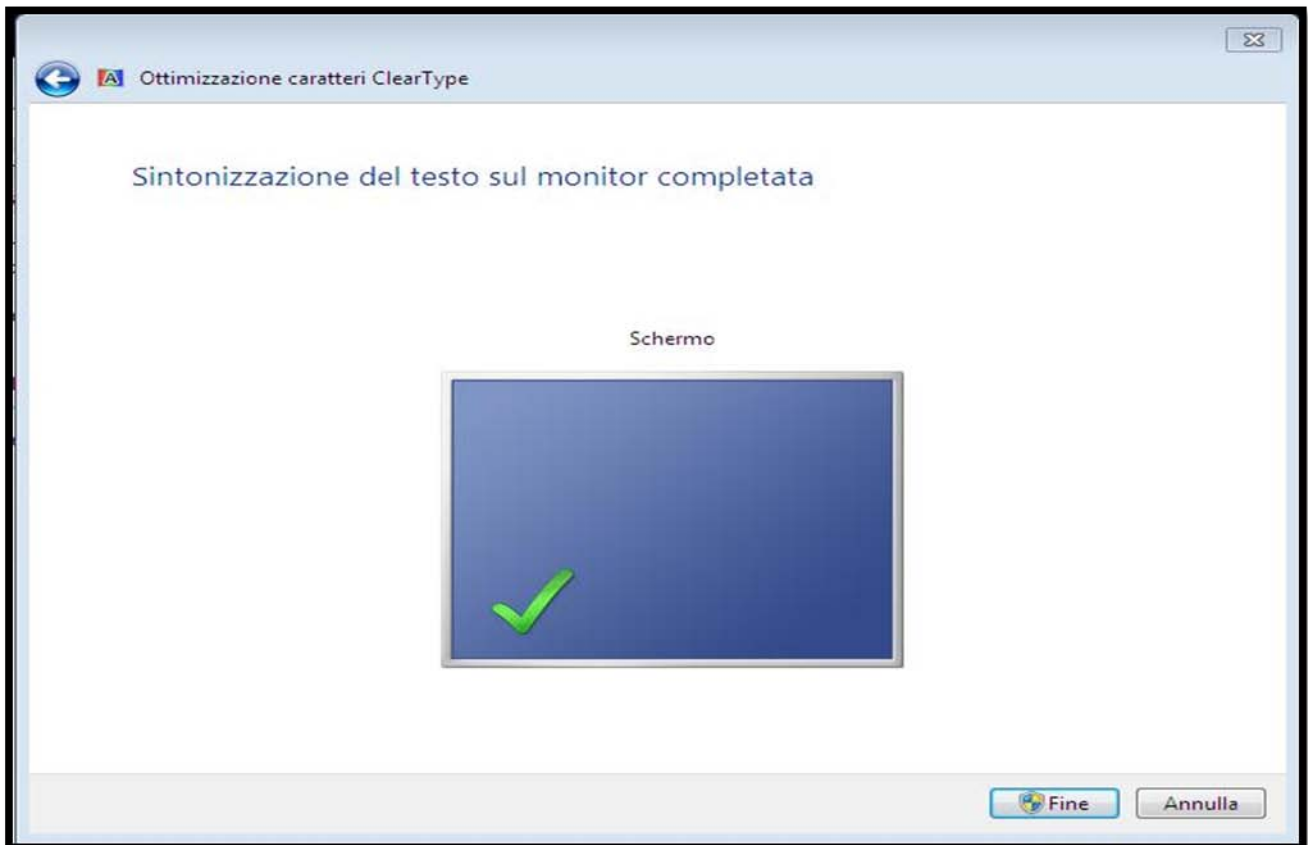 Ottimizzazione caratteri ClearType
Sintonizzazione del testo sul monitor completata
Schermo
Fine Annulla